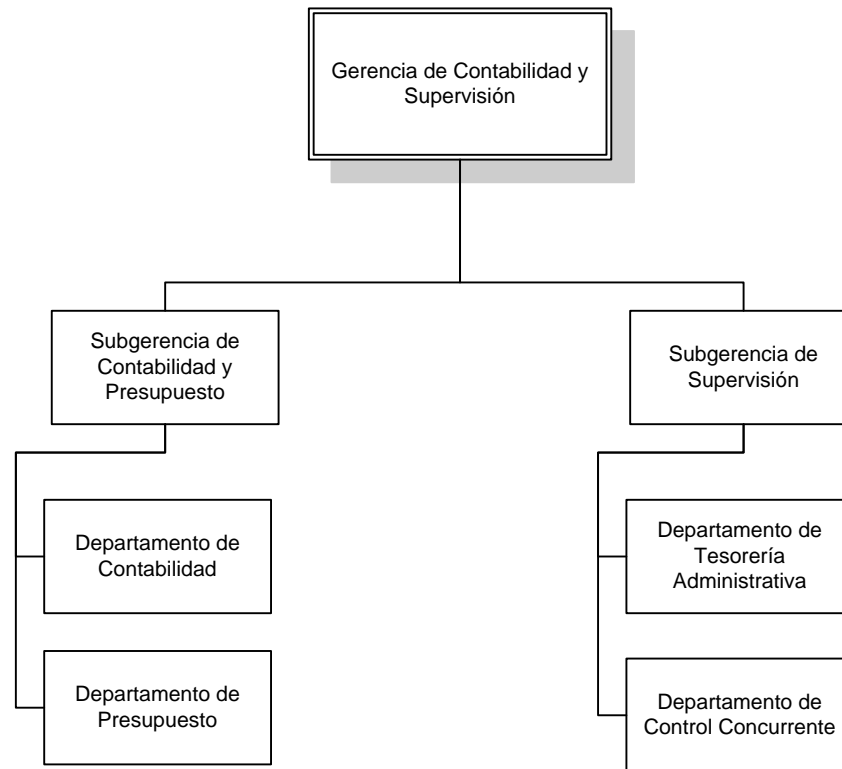 Gerencia de Contabilidad y
Supervisión
Subgerencia de
Contabilidad y
Presupuesto
Subgerencia de
Supervisión
Departamento de
Contabilidad
Departamento de
Tesorería
Administrativa
Departamento de
Presupuesto
Departamento de
Control Concurrente